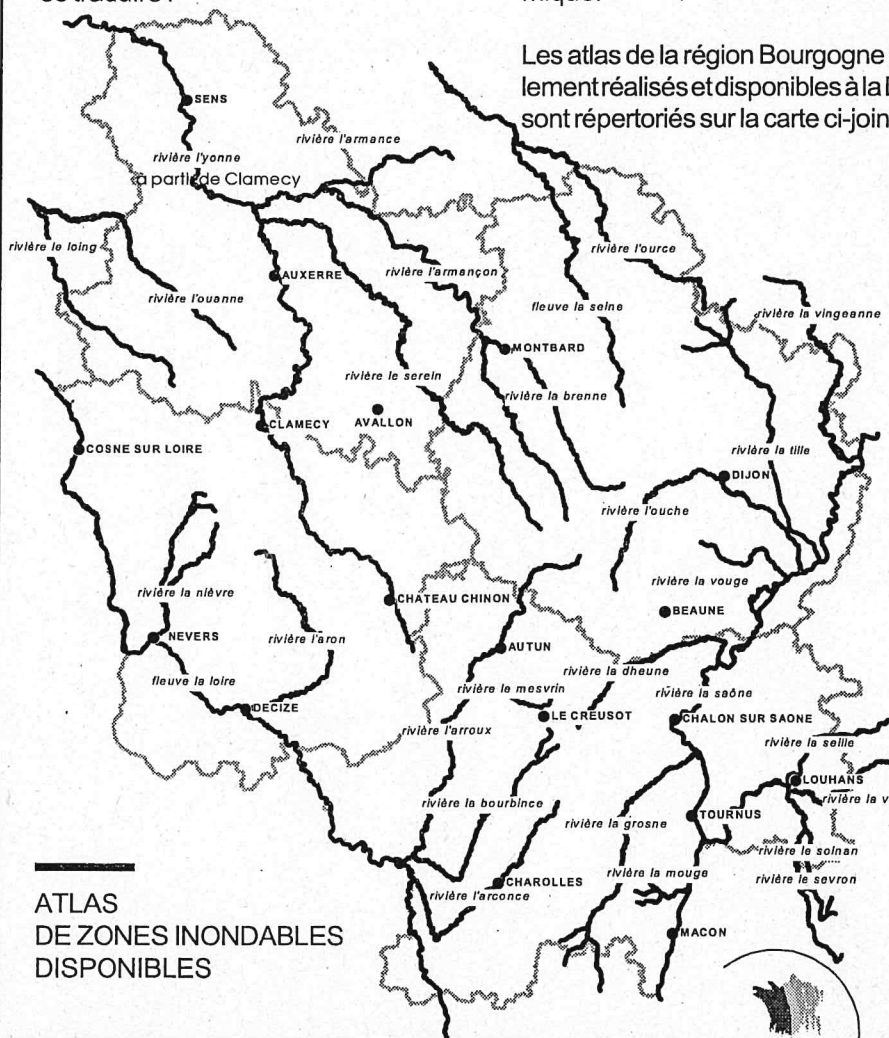 Les atlas de la région Bourgogne
lement réalisés et disponibles à la
sont répertoriés sur la carte ci-join
SENS
rivière l'armance
rivière l'yonne
à partir de Clamecy
rivière le loing
rivière l'ource
AUXERRE
rivière l'armançon
rivière l'ouanne
fleuve la seine
rivière la vingeanne
MONTBARD
rivière le serein
rivière la brenne
AVALLON
CLAMECY
COSNE SUR LOIRE
rivière la tille
DIJON
rivière l'ouche
rivière la vouge
rivière la nièvre
CHATEAU CHINON
BEAUNE
NEVERS
rivière l'aron
AUTUN
rivière la dheune
fleuve la loire
rivière le mesvrin
rivière la saône
DECIZE
LE CREUSOT
CHALON SUR SAONE
rivière l'arroux
rivière la seille
LOUHANS
rivière la bourbince
rivière la v
TOURNUS
rivière la grosne
rivière le solnan
rivière la mouge
rivière le sevron
CHAROLLES
rivière l'arconce
MACON
ATLAS
DE ZONES INONDABLES
DISPONIBLES